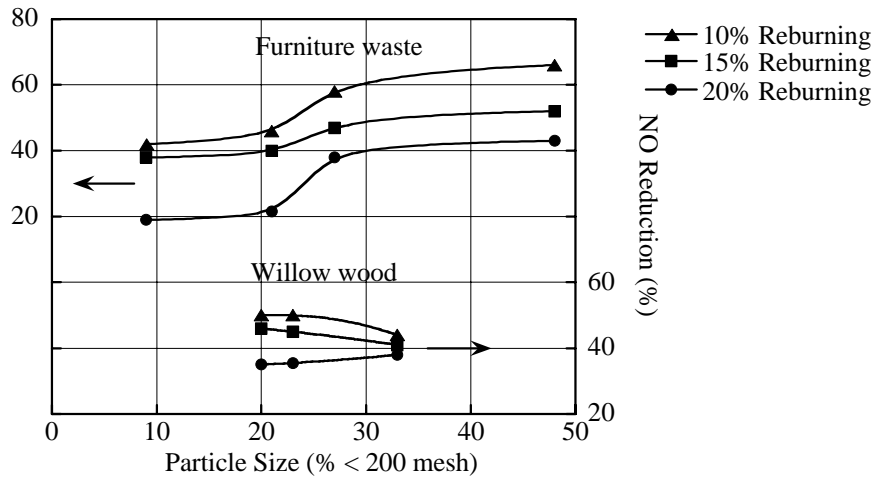 80
60
40
20
Furniture waste
Willow wood
10% Reburning
15% Reburning
20% Reburning
NO Reduction (%)
60
40
20
0 10 20 30 40 50
Particle Size (% < 200 mesh)